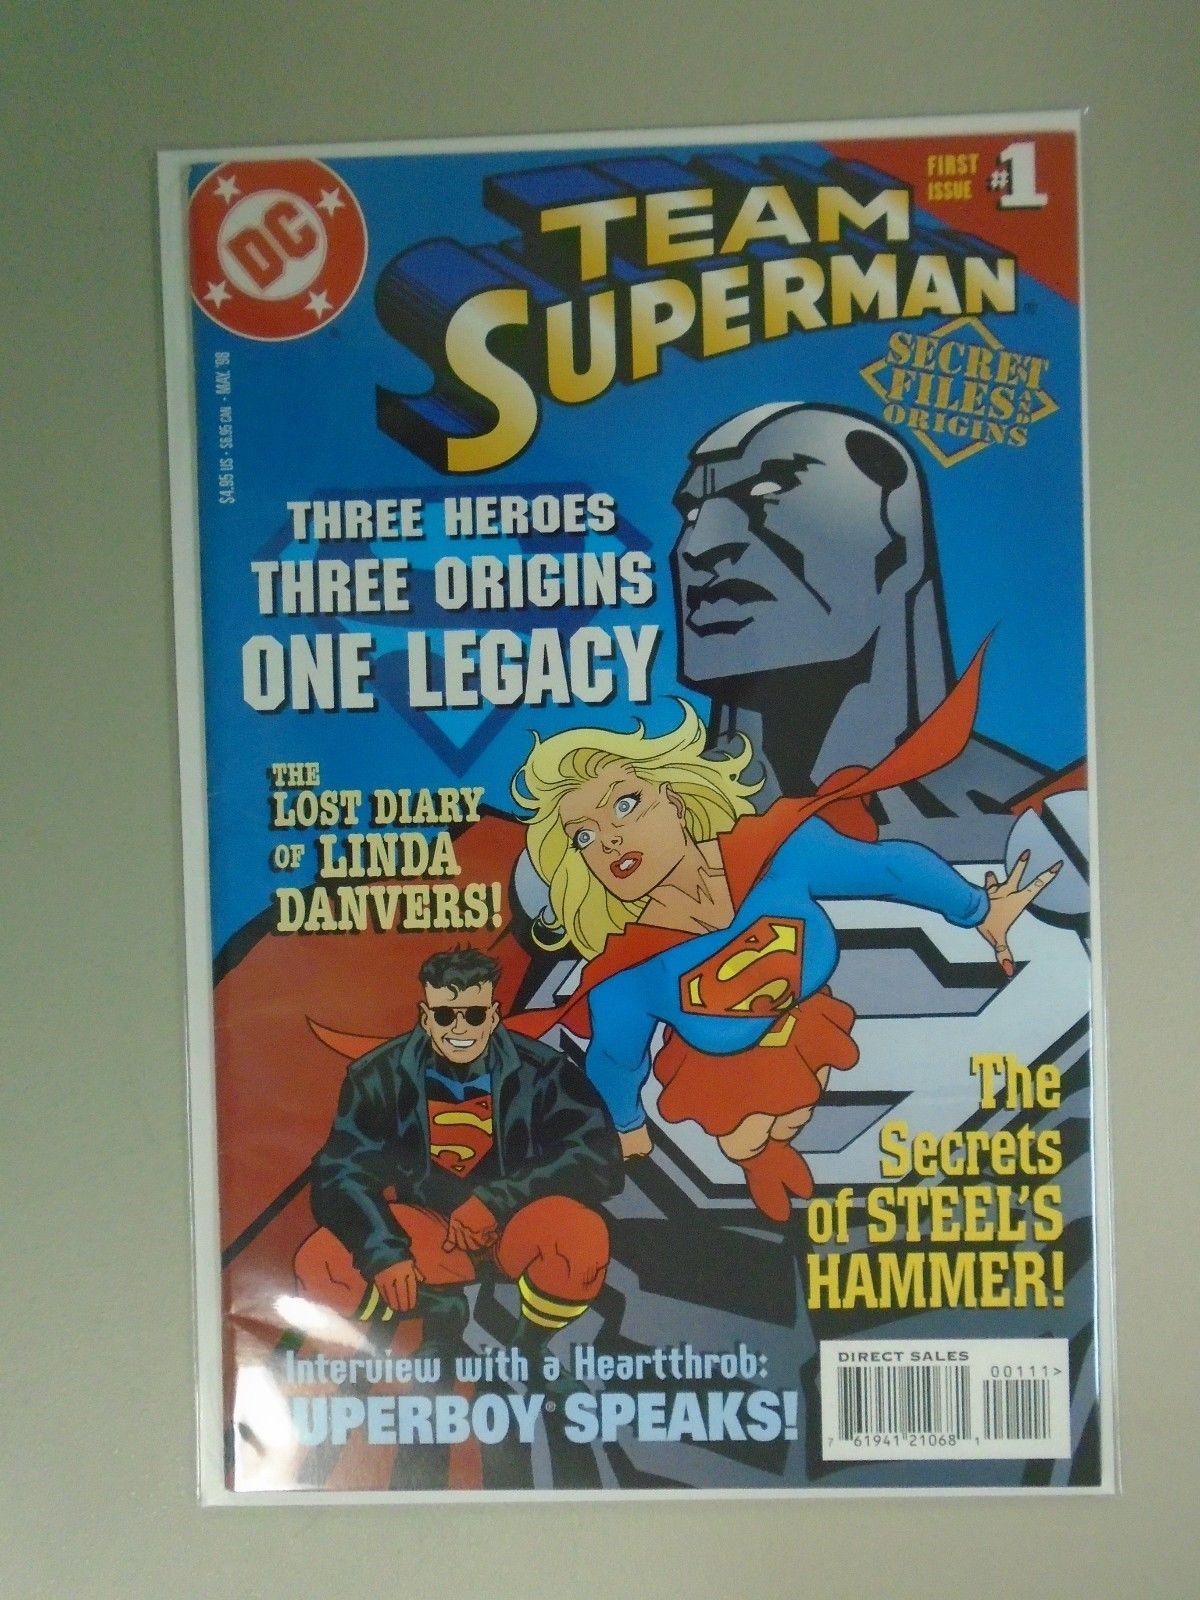 DC
$4.95 US · $6.95 CAN · MAY. '98
FIRST
ISSUE
#1
TEAM
SUPERMAN
SECRET
FILES AND
ORIGINS
THREE HEROES
THREE ORIGINS
ONE LEGACY
THE
LOST DIARY
OF LINDA
DANVERS!
S
S
The
Secrets
of STEEL'S
HAMMER!
Interview with a Heartthrob:
UPERBOY® SPEAKS!
DIRECT SALES
00111>
7 61941 21068 1